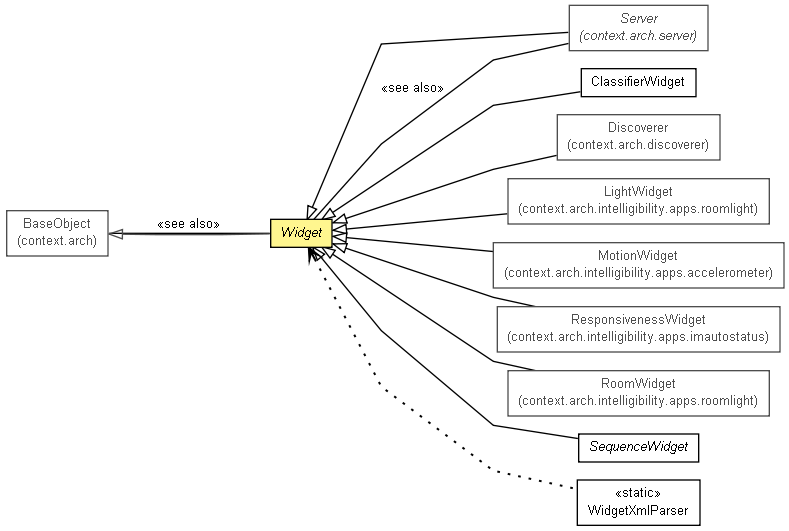 Server
(context.arch.server)
«see also»
ClassifierWidget
Discoverer
(context.arch.discoverer)
LightWidget
(context.arch.intelligibility.apps.roomlight)
BaseObject
(context.arch)
«see also»
Widget
MotionWidget
(context.arch.intelligibility.apps.accelerometer)
ResponsivenessWidget
(context.arch.intelligibility.apps.imautostatus)
RoomWidget
(context.arch.intelligibility.apps.roomlight)
SequenceWidget
«static»
WidgetXmlParser